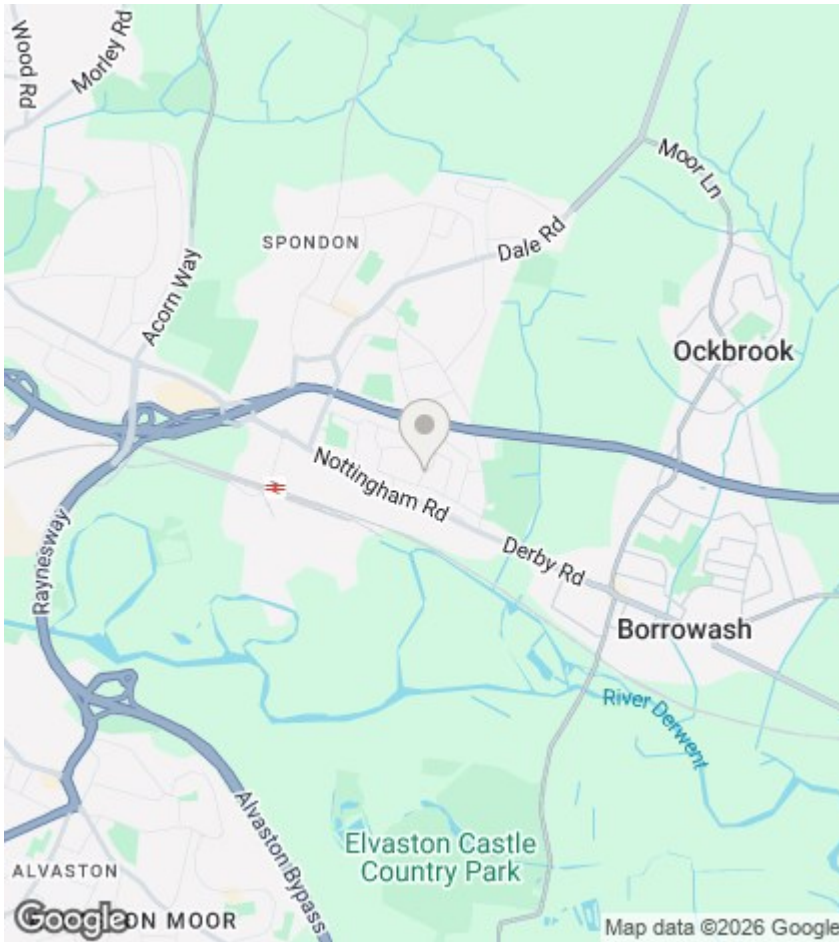 Wood Rd
Morley Rd
Moor Ln
SPONDON
Dale Rd
Acorn Way
Ockbrook
Nottingham Rd
Raynesway
Derby Rd
Borrowash
River Derwent
Alvaston Bypass
Elvaston Castle
Country Park
ALVASTON
Google
ON MOOR
Map data ©2026 Google